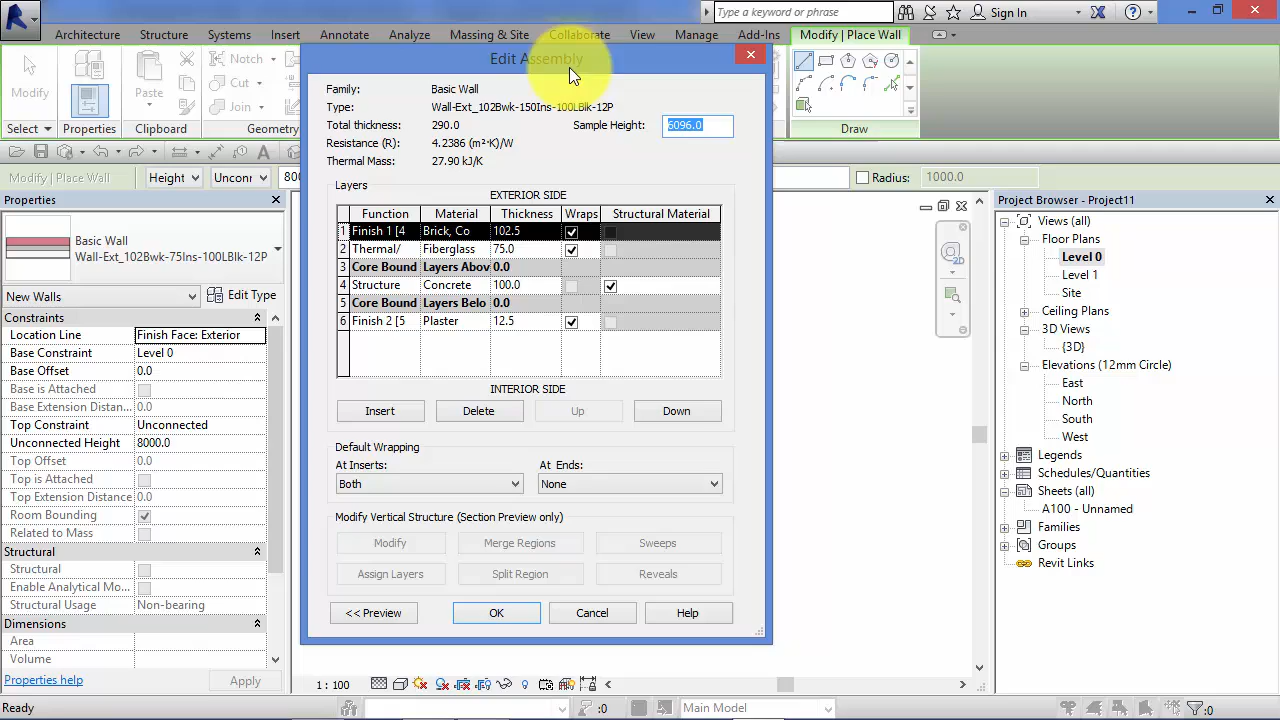 Type a keyword or phrase
Sign In
Architecture Structure Systems Insert Annotate Analyze Massing & Site Collaborate View Manage Add-Ins Modify | Place Wall
Modify
Paste
Notch
Cut
Join
Select Properties Geometry Draw
Modify | Place Wall Height Unconr Radius: 1000.0
Properties
Basic Wall
Wall-Ext_102Bwk-75Ins-100LBlk-12P
New Walls Edit Type
Constraints
Location Line Finish Face: Exterior
Base Constraint Level 0
Base Offset 0.0
Base is Attached
Base Extension Distan... 0.0
Top Constraint Unconnected
Unconnected Height 8000.0
Top Offset 0.0
Top is Attached
Top Extension Distance 0.0
Room Bounding
Related to Mass
Structural
Structural
Enable Analytical Mo...
Structural Usage Non-bearing
Dimensions
Area
Volume
Properties help Apply
Edit Assembly
Family: Basic Wall
Type: Wall-Ext_102Bwk-150Ins-100LBlk-12P
Total thickness: 290.0 Sample Height: 6096.0
Resistance (R): 4.2386 (m²·K)/W
Thermal Mass: 27.90 kJ/K
Layers
EXTERIOR SIDE
Function Material Thickness Wraps Structural Material
1 Finish 1 [4 Brick, Co 102.5
2 Thermal/ Fiberglass 75.0
3 Core Bound Layers Abov 0.0
4 Structure Concrete 100.0
5 Core Bound Layers Belo 0.0
6 Finish 2 [5 Plaster 12.5
INTERIOR SIDE
Insert Delete Up Down
Default Wrapping
At Inserts: At Ends:
Both None
Modify Vertical Structure (Section Preview only)
Modify Merge Regions Sweeps
Assign Layers Split Region Reveals
<< Preview OK Cancel Help
2D
Project Browser - Project11
Views (all)
Floor Plans
Level 0
Level 1
Site
Ceiling Plans
3D Views
{3D}
Elevations (12mm Circle)
East
North
South
West
Legends
Schedules/Quantities
Sheets (all)
A100 - Unnamed
Families
Groups
Revit Links
1 : 100
Ready :0 Main Model :0